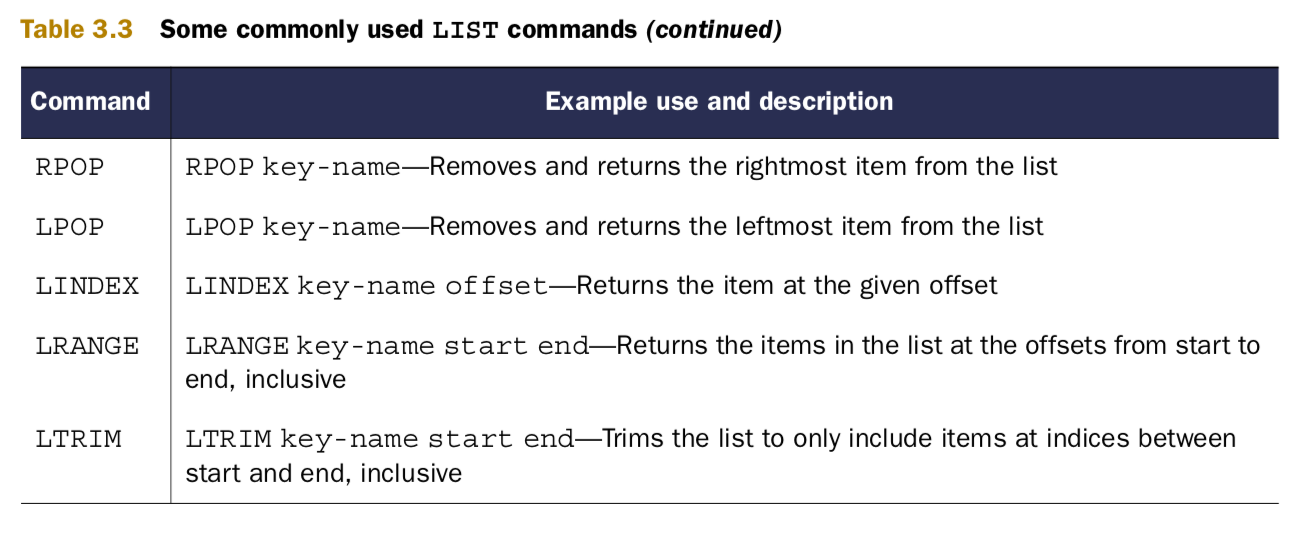 Table 3.3 Some commonly used LIST commands (continued)
Command Example use and description
RPOP RPOP key-name—Removes and returns the rightmost item from the list
LPOP LPOP key-name—Removes and returns the leftmost item from the list
LINDEX LINDEX key-name offset—Returns the item at the given offset
LRANGE LRANGE key-name start end—Returns the items in the list at the offsets from start to
end, inclusive
LTRIM LTRIM key-name start end—Trims the list to only include items at indices between
start and end, inclusive